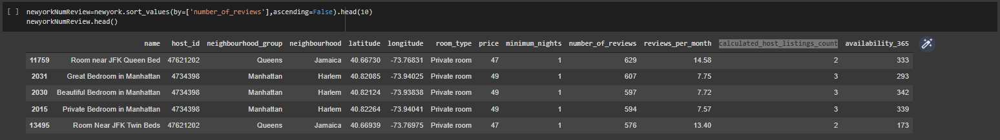 [ ] newyorkNumReview=newyork.sort_values(by=['number_of_reviews'],ascending=False).head(10)
newyorkNumReview.head()
name host_id neighbourhood_group neighbourhood latitude longitude room_type price minimum_nights number_of_reviews reviews_per_month calculated_host_listings_count availability_365
11759 Room near JFK Queen Bed 47621202 Queens Jamaica 40.66730 -73.76831 Private room 47 1 629 14.58 2 333
2031 Great Bedroom in Manhattan 4734398 Manhattan Harlem 40.82085 -73.94025 Private room 49 1 607 7.75 3 293
2030 Beautiful Bedroom in Manhattan 4734398 Manhattan Harlem 40.82124 -73.93838 Private room 49 1 597 7.72 3 342
2015 Private Bedroom in Manhattan 4734398 Manhattan Harlem 40.82264 -73.94041 Private room 49 1 594 7.57 3 339
13495 Room Near JFK Twin Beds 47621202 Queens Jamaica 40.66939 -73.76975 Private room 47 1 576 13.40 2 173